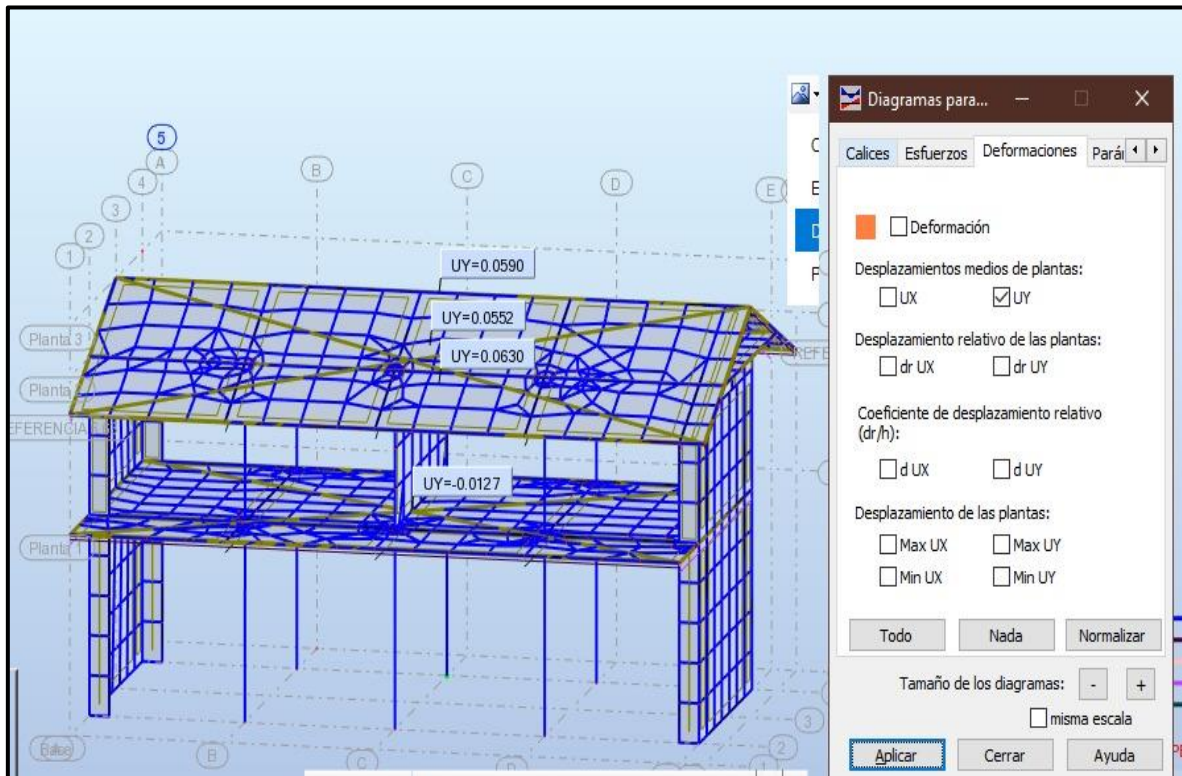 5
A
B
C
D
E
4
3
2
1
UY=0.0590
UY=0.0552
UY=0.0630
UY=-0.0127
Planta 3
Planta
Planta 1
Base
B
C
D
3
2
1
Diagramas para...
Calices Esfuerzos Deformaciones Pará
Deformación
Desplazamientos medios de plantas:
UX UY
Desplazamiento relativo de las plantas:
dr UX dr UY
Coeficiente de desplazamiento relativo
(dr/h):
d UX d UY
Desplazamiento de las plantas:
Max UX Max UY
Min UX Min UY
Todo Nada Normalizar
Tamaño de los diagramas: - +
misma escala
Aplicar Cerrar Ayuda